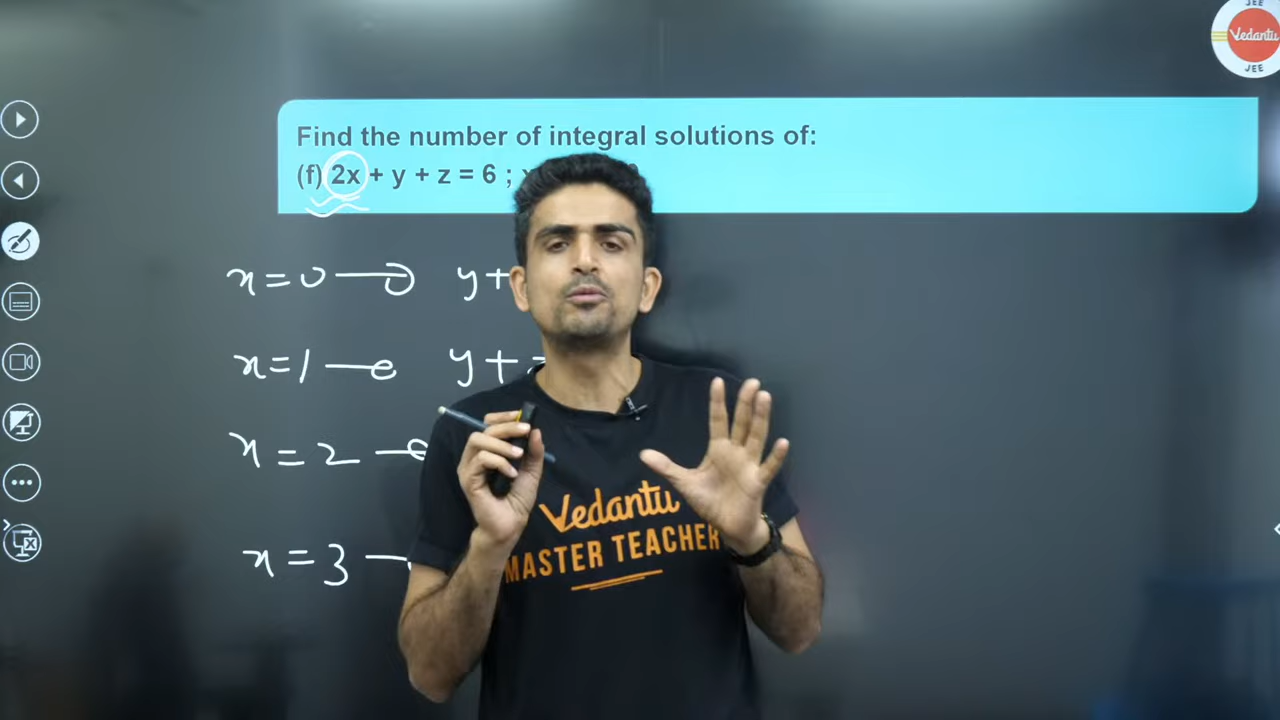 JEE
Vedantu
JEE
Find the number of integral solutions of:
(f) 2x + y + z = 6 ;
x = 0 y +
x = 1 y +
x = 2
x = 3
Vedantu
MASTER TEACHER